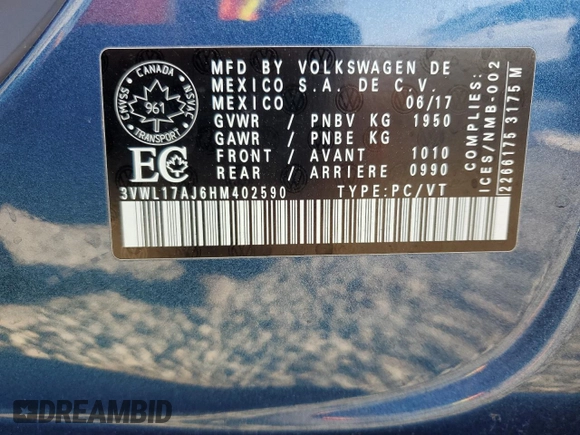 CANADA
CMVSS
NSVAC
961
TRANSPORT
EC
MFD BY VOLKSWAGEN DE
MEXICO S.A. DE C.V.
MEXICO 06/17
GVWR / PNBV KG 1950
GAWR / PNBE KG
FRONT / AVANT 1010
REAR / ARRIERE 0990
3VWL17AJ6HM402590 TYPE:PC/VT
COMPLIES:
ICES/NMB-002
2266175 3175 M
DREAMBID